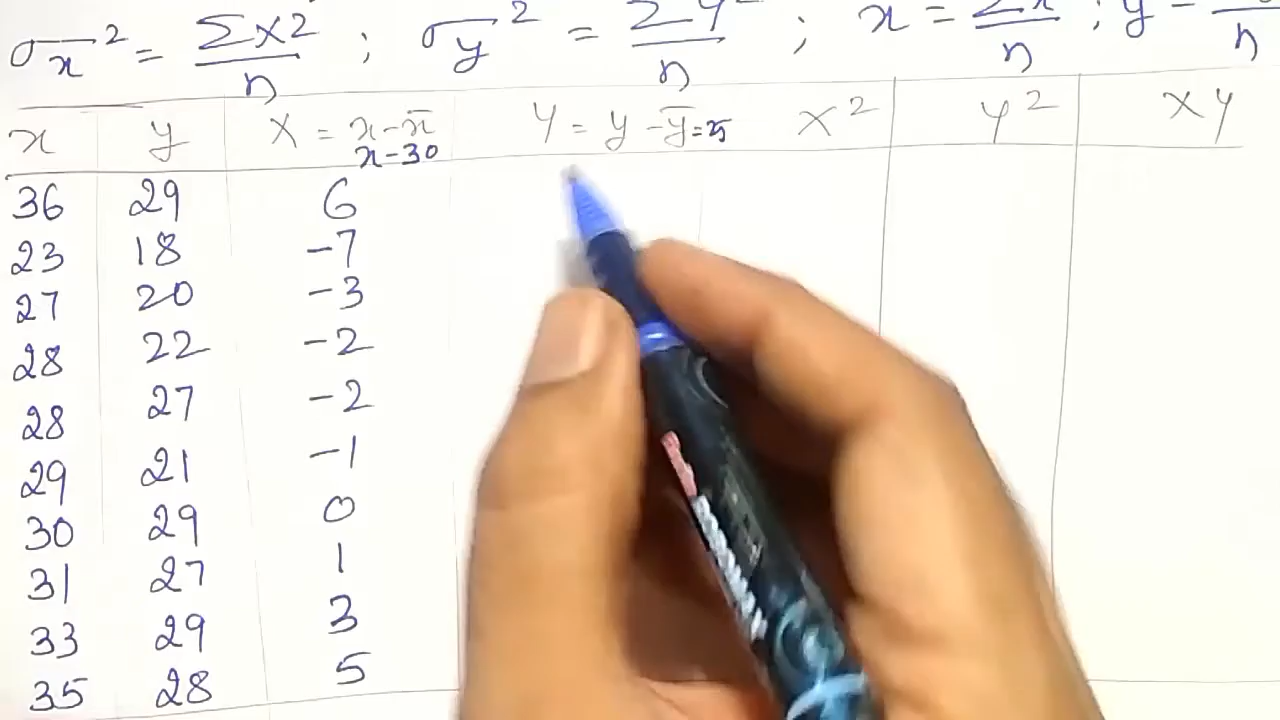 σx² = ΣX²/n ; σy² = ΣY²/n ; x = Σx/n ; y =  /n
x y X = x - x̄ Y = y - ȳ = 25 X² Y² XY
x - 30
36 29 6
23 18 -7
27 20 -3
28 22 -2
28 27 -2
29 21 -1
30 29 0
31 27 1
33 29 3
35 28 5